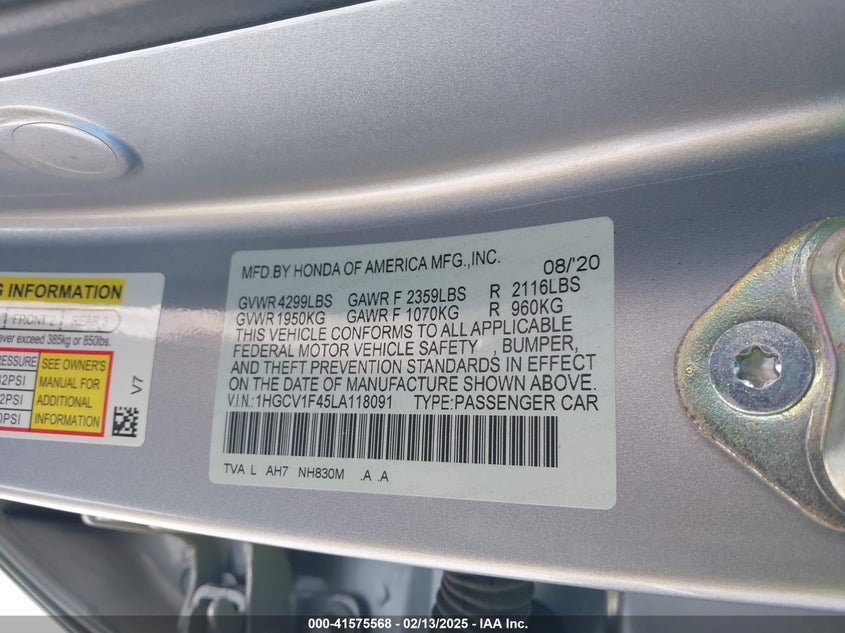 MFD.BY HONDA OF AMERICA MFG.,INC. 08/'20
GVWR 4299LBS GAWR F 2359LBS R 2116LBS
GVWR 1950KG GAWR F 1070KG R 960KG
THIS VEHICLE CONFORMS TO ALL APPLICABLE
FEDERAL MOTOR VEHICLE SAFETY , BUMPER,
AND THEFT PREVENTION STANDARDS IN EFFECT
ON THE DATE OF MANUFACTURE SHOWN ABOVE.
V.I.N.:1HGCV1F45LA118091 TYPE:PASSENGER CAR
TVA L AH7 NH830M .A .A
INFORMATION
FRONT 2 REAR 3
exceed 385kg or 850lbs.
SEE OWNER'S
MANUAL FOR
ADDITIONAL
INFORMATION
V7
000-41575568 - 02/13/2025 - IAA Inc.